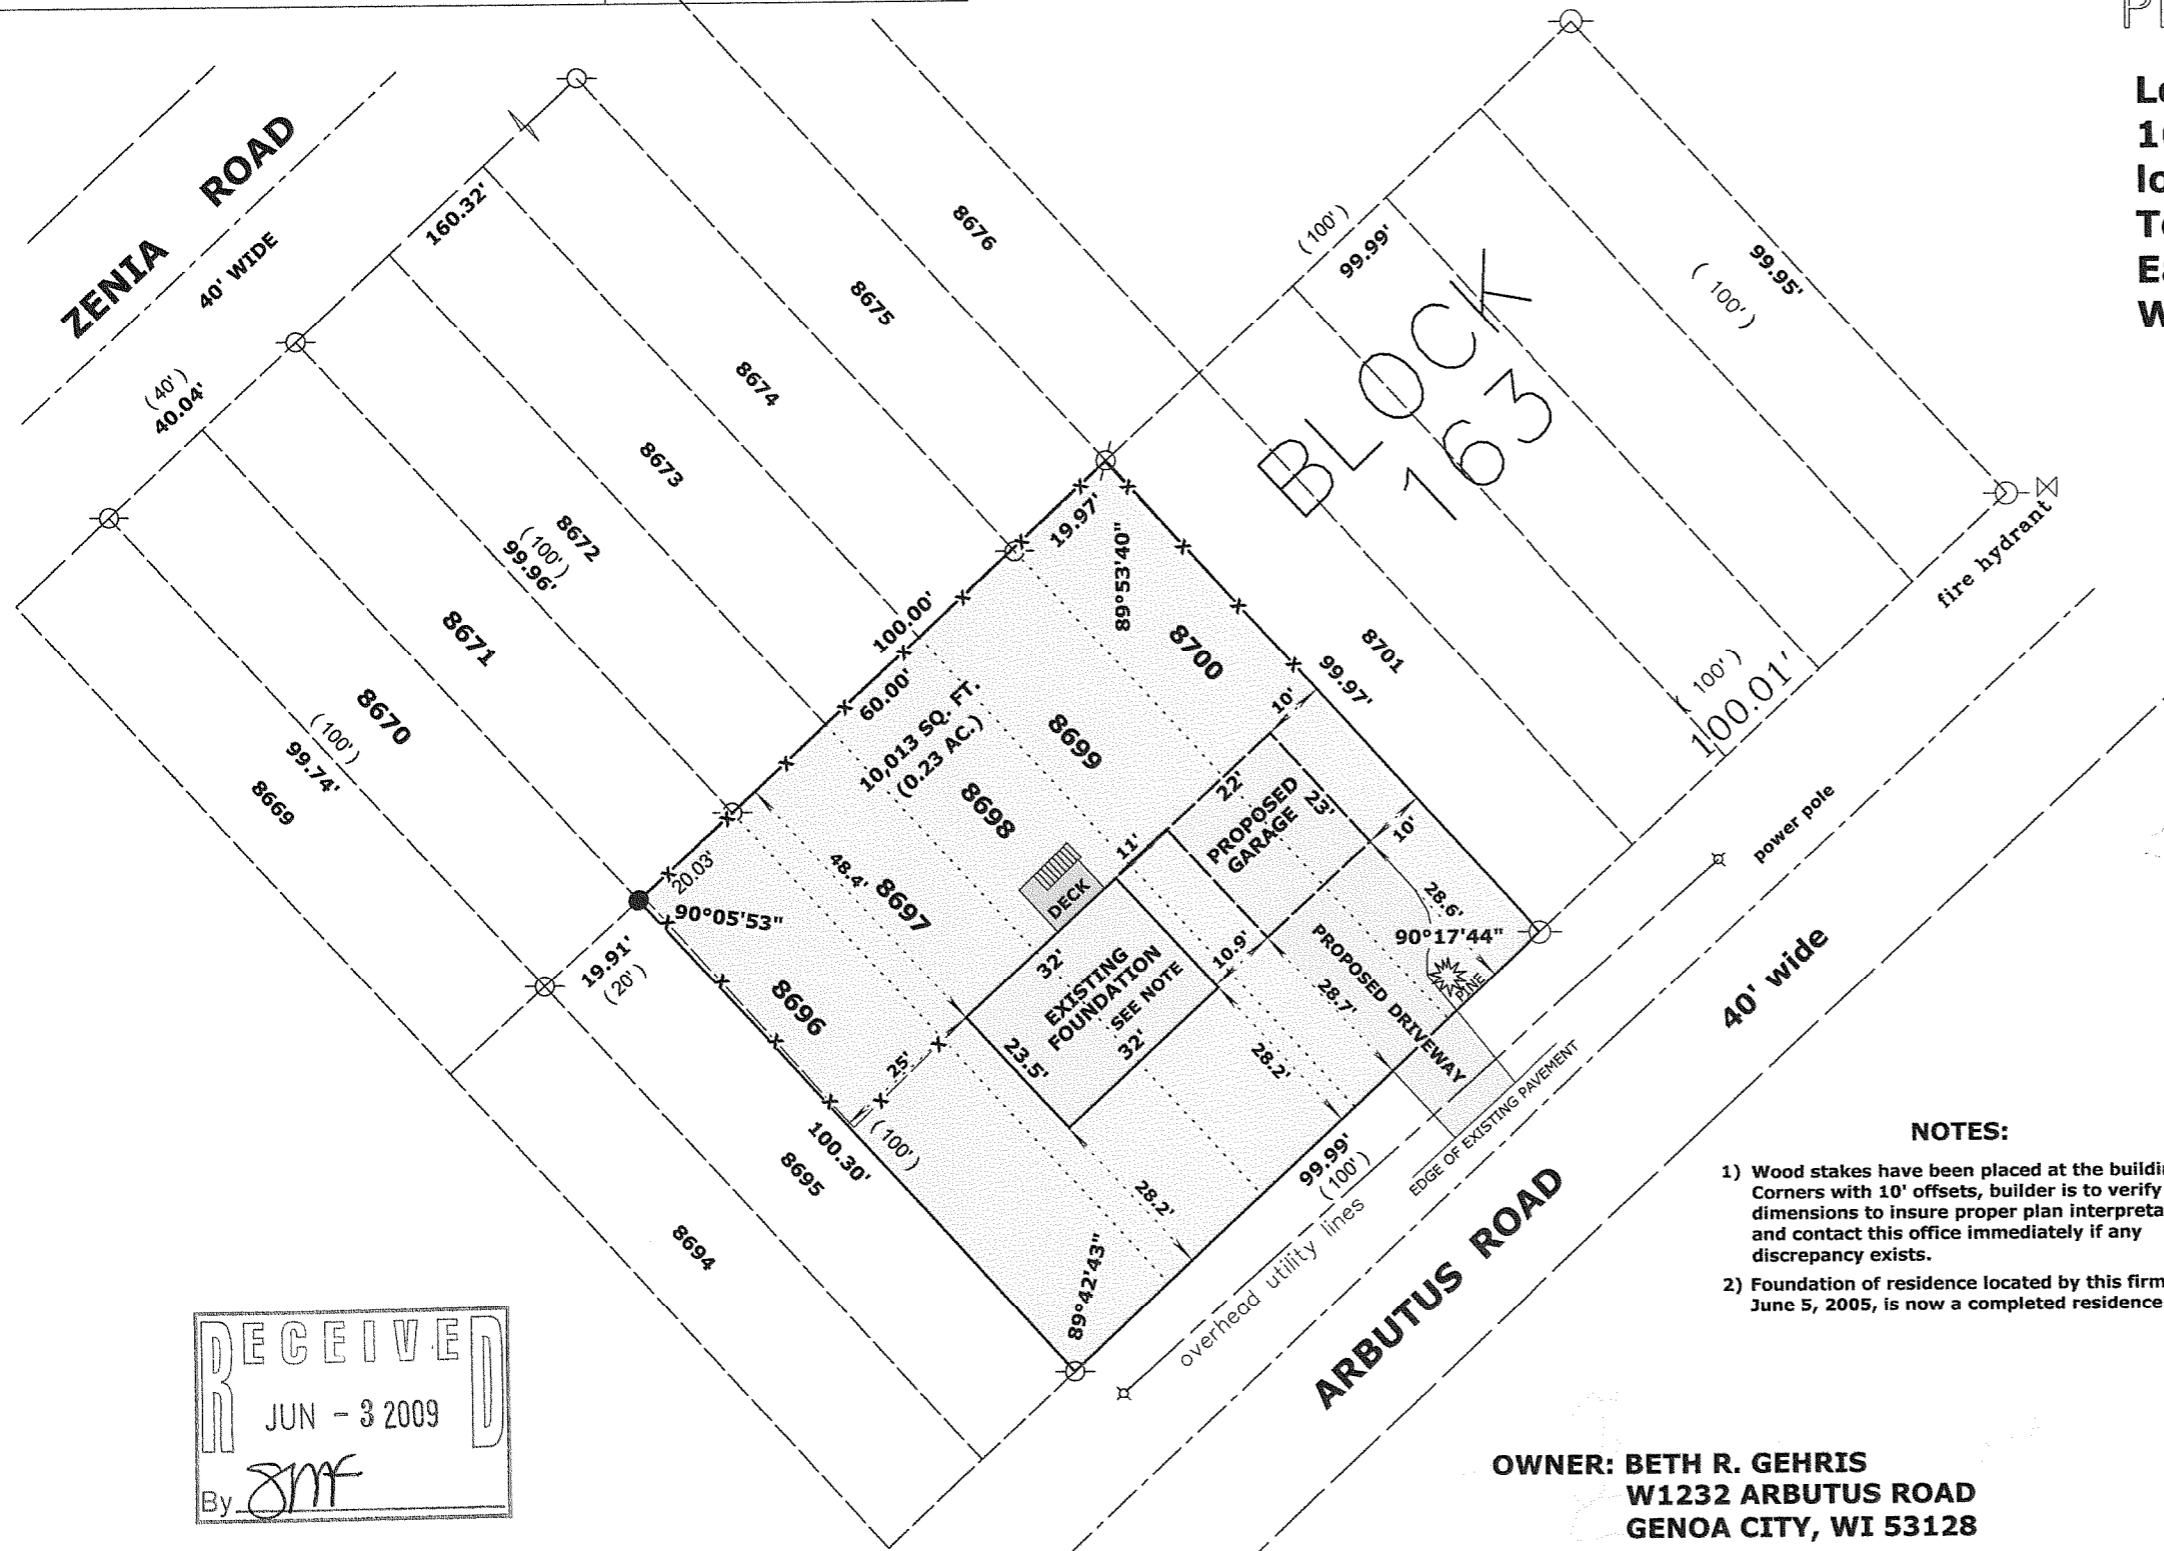 ZENIA ROAD
40' WIDE
160.32'
(40')
40.04'
8676
8675
8674
8673
8672
(100')
99.96'
8671
8670
(100')
99.74'
8669
(100')
99.99'
BLOCK
163
99.95'
(100')
fire hydrant
8701
(100')
100.01'
19.97'
89°53'40"
100.00'
60.00'
10,013 SQ. FT.
(0.23 AC.)
8700
8699
8698
8697
8696
99.97'
10'
22'
23'
PROPOSED
GARAGE
10'
11'
DECK
48.4'
20.03'
90°05'53"
19.91'
(20')
32'
EXISTING
FOUNDATION
SEE NOTE
32'
23.5'
25'
10.9'
28.6'
90°17'44"
PINE
PROPOSED DRIVEWAY
28.7'
28.2'
28.2'
100.30'
(100')
8695
8694
89°42'43"
99.99'
(100')
EDGE OF EXISTING PAVEMENT
overhead utility lines
power pole
40' wide
ARBUTUS ROAD
NOTES:
1) Wood stakes have been placed at the
Corners with 10' offsets, builder is to verify
dimensions to insure proper plan
and contact this office immediately if any
discrepancy exists.
2) Foundation of residence located by this firm
June 5, 2005, is now a completed residence
RECEIVED
JUN - 3 2009
By
OWNER: BETH R. GEHRIS
W1232 ARBUTUS ROAD
GENOA CITY, WI 53128